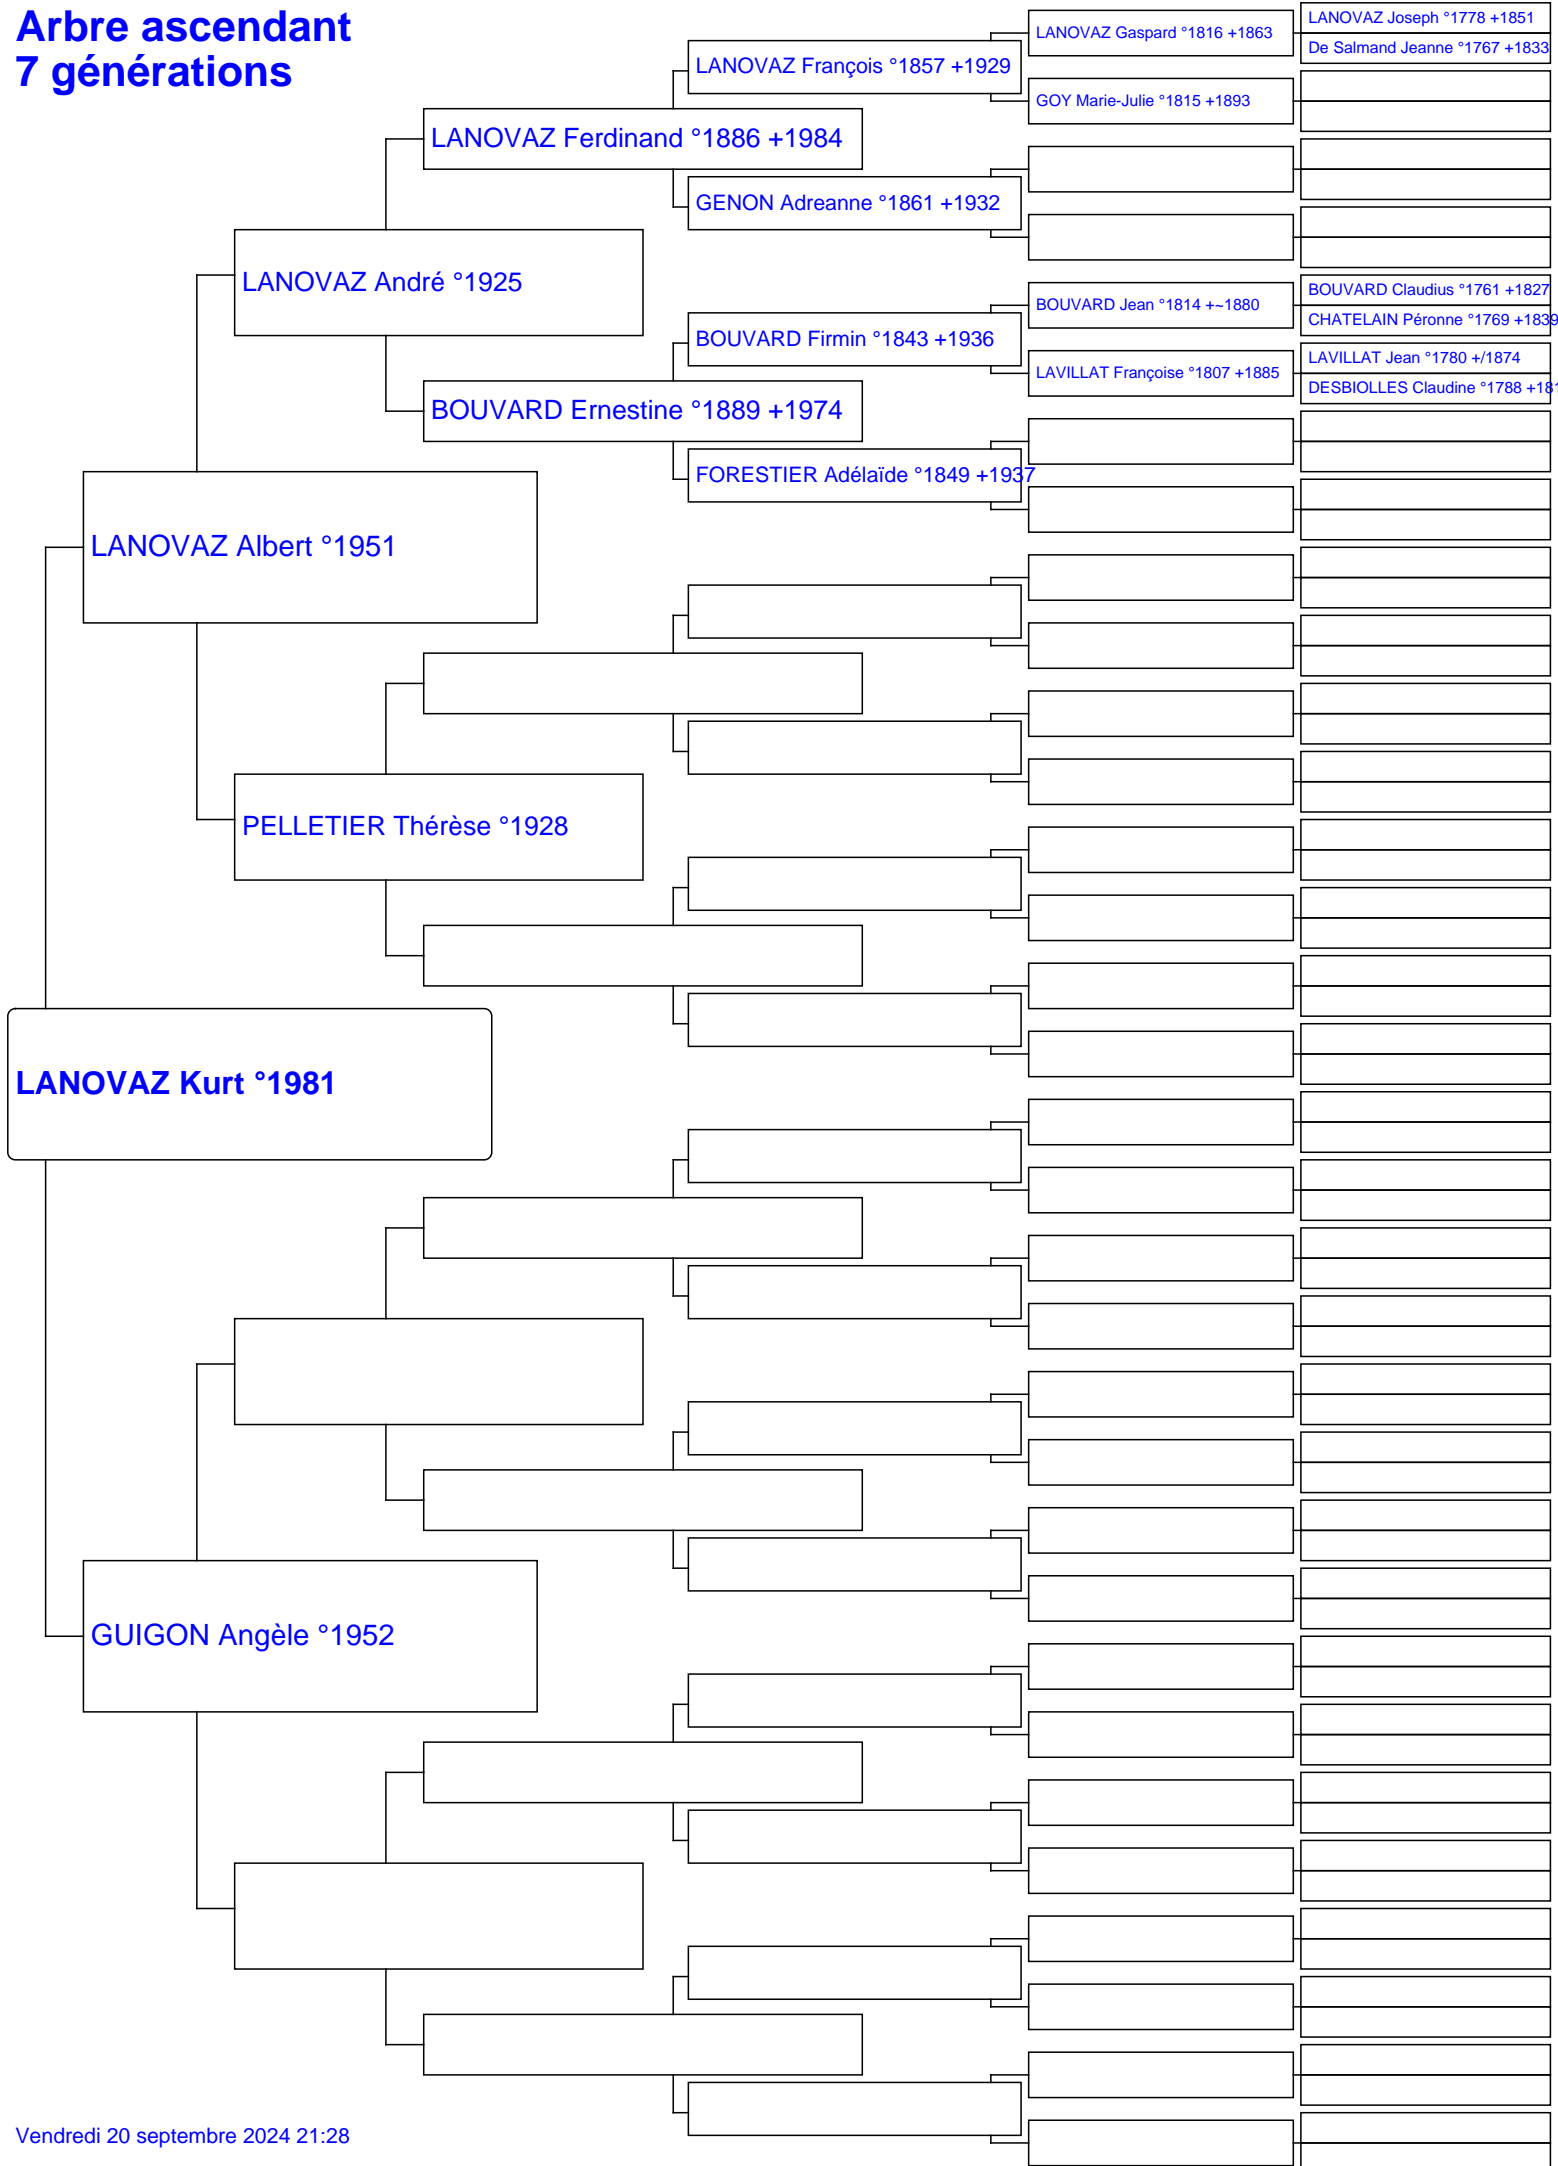 Arbre ascendant
7 générations
LANOVAZ Kurt °1981
LANOVAZ Albert °1951
GUIGON Angèle °1952
LANOVAZ André °1925
PELLETIER Thérèse °1928
LANOVAZ Ferdinand °1886 +1984
BOUVARD Ernestine °1889 +1974
LANOVAZ François °1857 +1929
GENON Adreanne °1861 +1932
BOUVARD Firmin °1843 +1936
FORESTIER Adélaïde °1849 +1937
LANOVAZ Gaspard °1816 +1863
GOY Marie-Julie °1815 +1893
BOUVARD Jean °1814 +~1880
LAVILLAT Françoise °1807 +1885
LANOVAZ Joseph °1778 +1851
De Salmand Jeanne °1767 +1833
BOUVARD Claudius °1761 +1827
CHATELAIN Péronne °1769 +1839
LAVILLAT Jean °1780 +/1874
DESBIOLLES Claudine °1788
Vendredi 20 septembre 2024 21:28